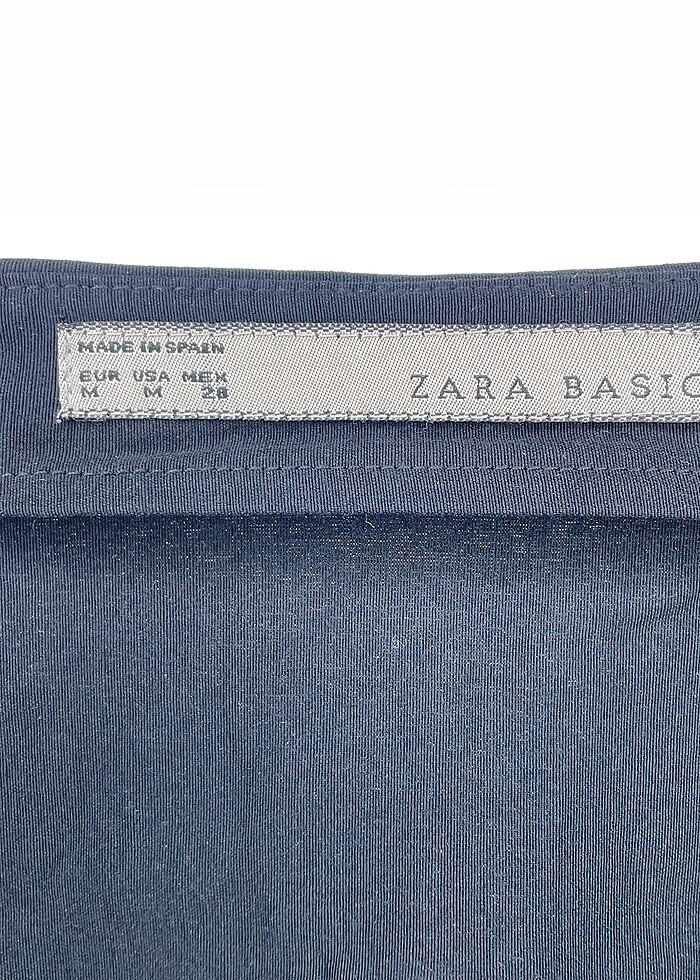 MADE IN SPAIN
EUR USA MEX
M M 28
ZARA BASIC